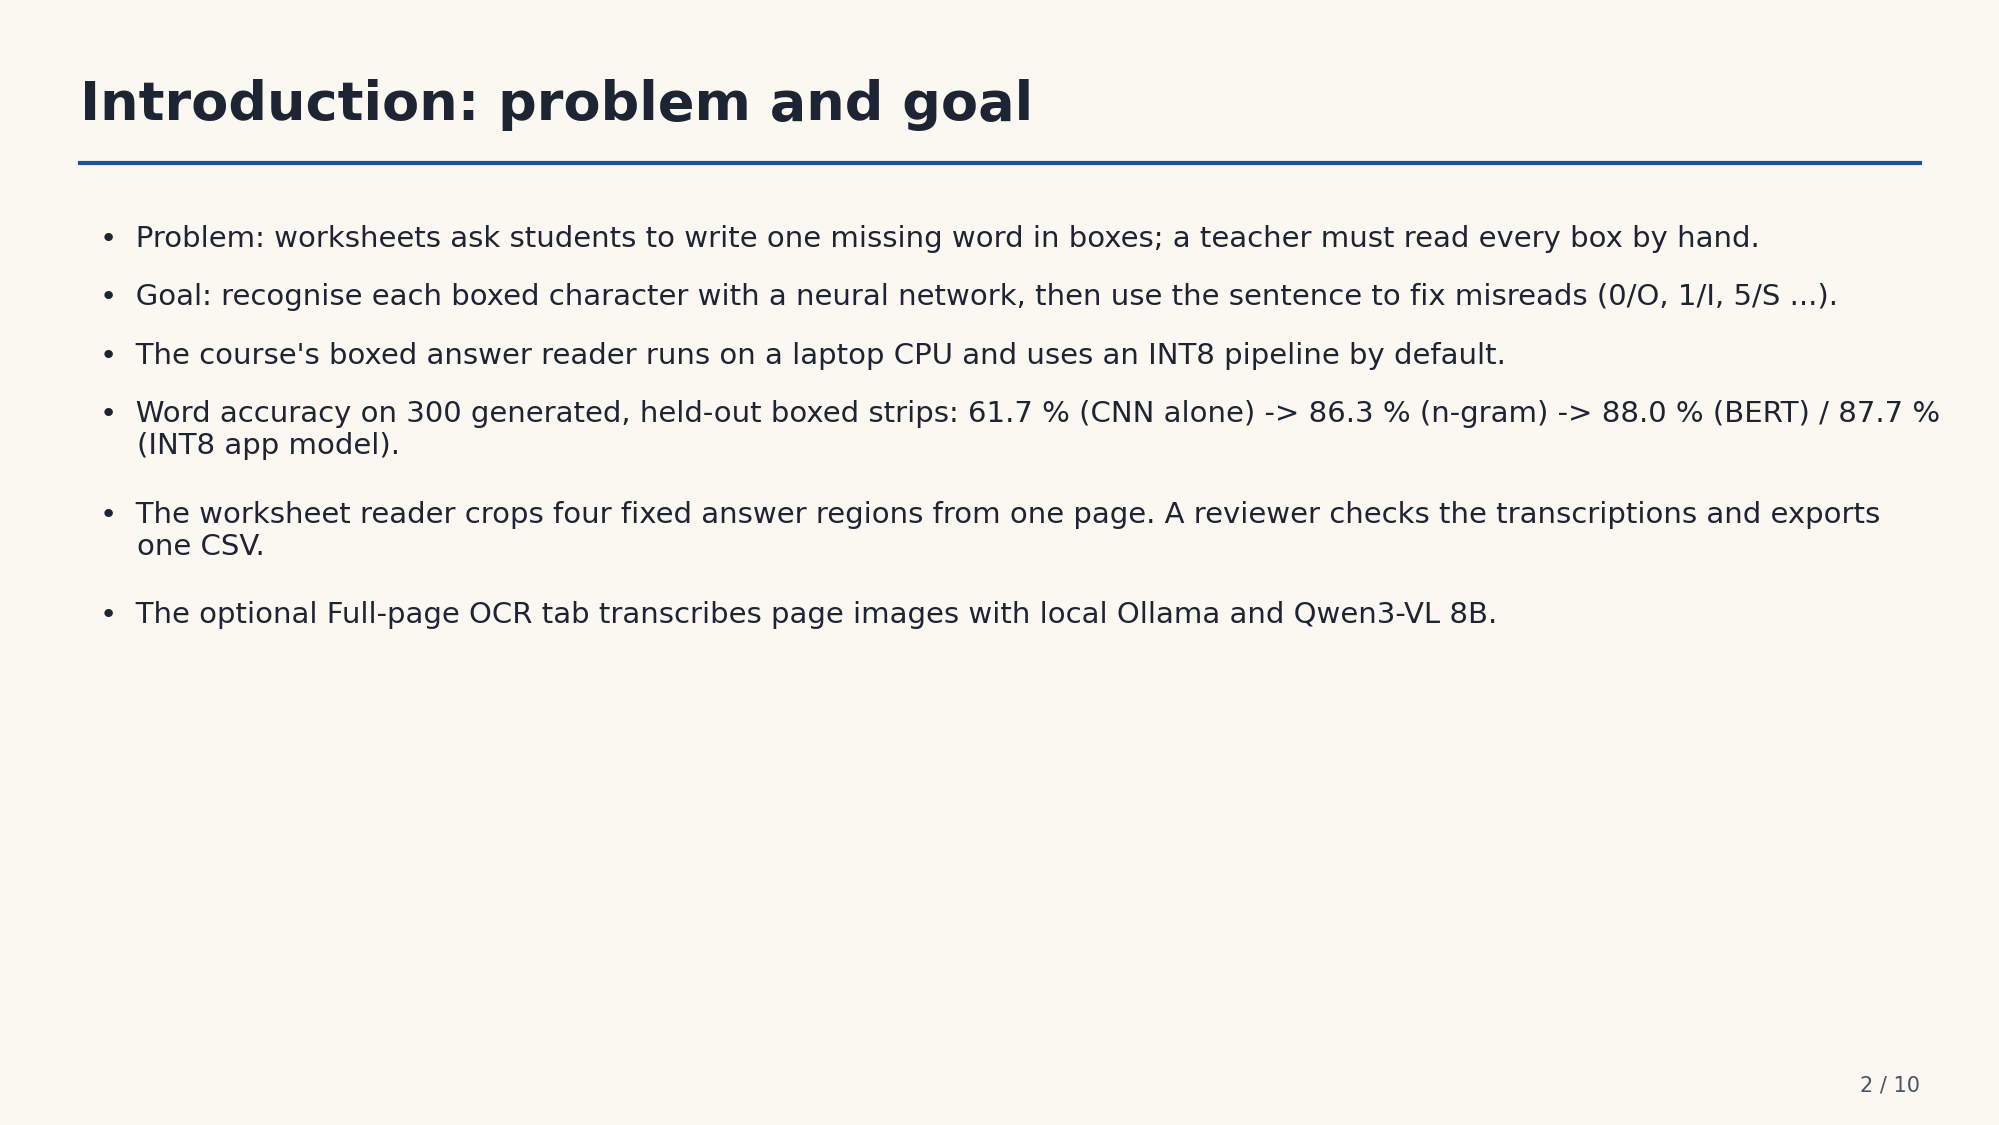 Introduction: problem and goal
• Problem: worksheets ask students to write one missing word in boxes; a teacher must read every box by hand.
• Goal: recognise each boxed character with a neural network, then use the sentence to fix misreads (0/O, 1/I, 5/S ...).
• The course's boxed answer reader runs on a laptop CPU and uses an INT8 pipeline by default.
• Word accuracy on 300 generated, held-out boxed strips: 61.7 % (CNN alone) -> 86.3 % (n-gram) -> 88.0 % (BERT) / 87.7 %
(INT8 app model).
• The worksheet reader crops four fixed answer regions from one page. A reviewer checks the transcriptions and exports
one CSV.
• The optional Full-page OCR tab transcribes page images with local Ollama and Qwen3-VL 8B.
2 / 10